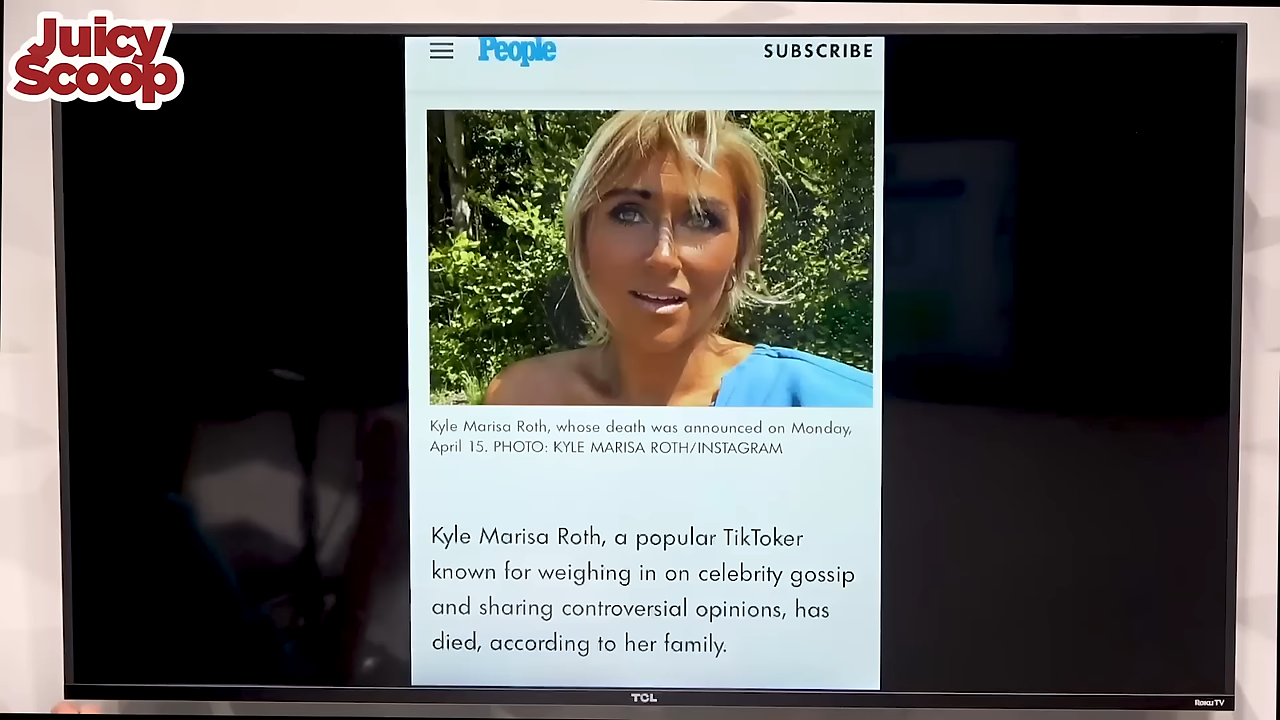 Juicy
Scoop
People
SUBSCRIBE
Kyle Marisa Roth, whose death was announced on Monday,
April 15. PHOTO: KYLE MARISA ROTH/INSTAGRAM
Kyle Marisa Roth, a popular TikToker
known for weighing in on celebrity gossip
and sharing controversial opinions, has
died, according to her family.
TCL
Roku TV